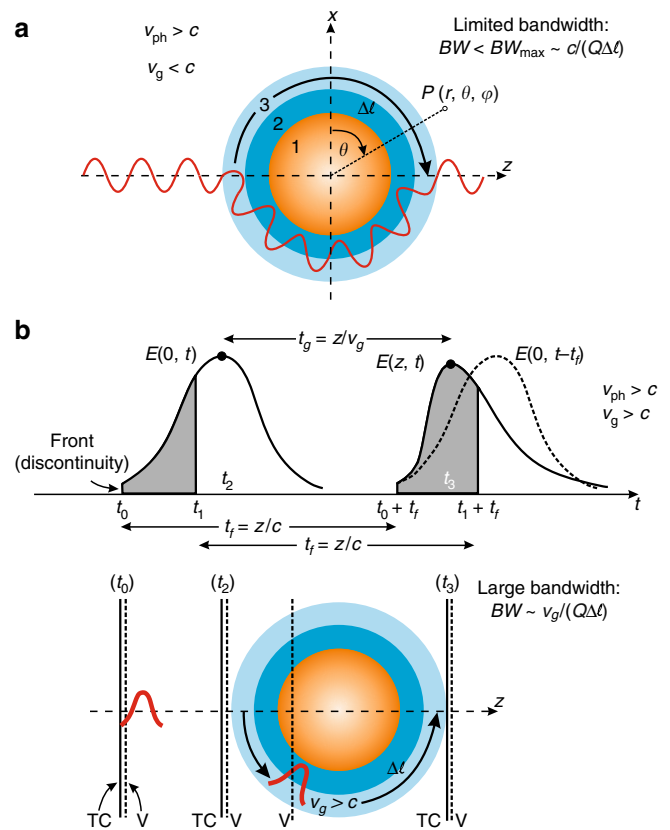 a
x
v_ph > c
v_g < c
Limited bandwidth:
BW < BW_max ~ c/(QΔℓ)
P (r, θ, φ)
3
Δℓ
2
1
θ
z
b
t_g = z/v_g
E(0, t)
E(z, t)
E(0, t–t_f)
v_ph > c
v_g > c
Front
(discontinuity)
t_2
t_3
t_0
t_1
t_0 + t_f
t_1 + t_f
t
t_f = z/c
t_f = z/c
(t_0)
(t_2)
(t_3)
Large bandwidth:
BW ~ v_g/(QΔℓ)
z
Δℓ
v_g > c
TC
V
TC
V
V
TC
V